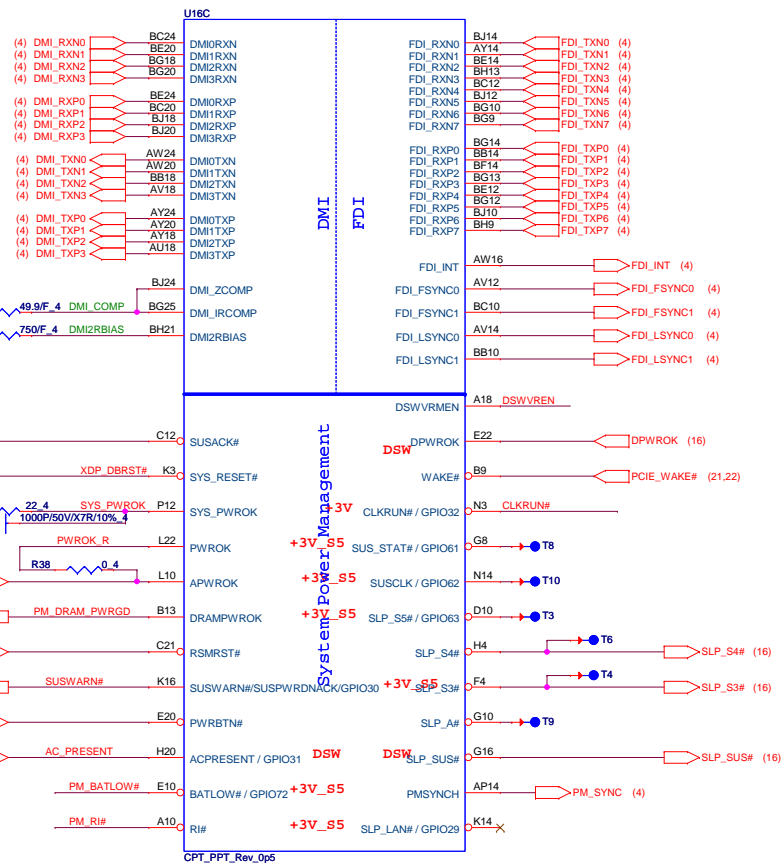 U16C
(4) DMI_RXN0 BC24 DMI0RXN FDI_RXN0 BJ14 FDI_TXN0 (4)
(4) DMI_RXN1 BE20 DMI1RXN FDI_RXN1 AY14 FDI_TXN1 (4)
(4) DMI_RXN2 BG18 DMI2RXN FDI_RXN2 BE14 FDI_TXN2 (4)
(4) DMI_RXN3 BG20 DMI3RXN FDI_RXN3 BH13 FDI_TXN3 (4)
FDI_RXN4 BC12 FDI_TXN4 (4)
(4) DMI_RXP0 BE24 DMI0RXP FDI_RXN5 BJ12 FDI_TXN5 (4)
(4) DMI_RXP1 BC20 DMI1RXP FDI_RXN6 BG10 FDI_TXN6 (4)
(4) DMI_RXP2 BJ18 DMI2RXP FDI_RXN7 BG9 FDI_TXN7 (4)
(4) DMI_RXP3 BJ20 DMI3RXP
FDI_RXP0 BG14 FDI_TXP0 (4)
(4) DMI_TXN0 AW24 DMI0TXN FDI_RXP1 BB14 FDI_TXP1 (4)
(4) DMI_TXN1 AW20 DMI1TXN FDI_RXP2 BF14 FDI_TXP2 (4)
(4) DMI_TXN2 BB18 DMI2TXN FDI_RXP3 BG13 FDI_TXP3 (4)
(4) DMI_TXN3 AV18 DMI3TXN FDI_RXP4 BE12 FDI_TXP4 (4)
FDI_RXP5 BG12 FDI_TXP5 (4)
(4) DMI_TXP0 AY24 DMI0TXP FDI_RXP6 BJ10 FDI_TXP6 (4)
(4) DMI_TXP1 AY20 DMI1TXP FDI_RXP7 BH9 FDI_TXP7 (4)
(4) DMI_TXP2 AY18 DMI2TXP
(4) DMI_TXP3 AU18 DMI3TXP
DMI
FDI
FDI_INT AW16 FDI_INT (4)
BJ24 DMI_ZCOMP FDI_FSYNC0 AV12 FDI_FSYNC0 (4)
49.9/F_4 DMI_COMP BG25 DMI_IRCOMP FDI_FSYNC1 BC10 FDI_FSYNC1 (4)
750/F_4 DMI2RBIAS BH21 DMI2RBIAS FDI_LSYNC0 AV14 FDI_LSYNC0 (4)
FDI_LSYNC1 BB10 FDI_LSYNC1 (4)
System Power Management
DSWVRMEN A18 DSWVREN
C12 SUSACK# DSW DPWROK E22 DPWROK (16)
XDP_DBRST# K3 SYS_RESET# WAKE# B9 PCIE_WAKE# (21,22)
22_4 SYS_PWROK P12 SYS_PWROK +3V CLKRUN# / GPIO32 N3 CLKRUN#
1000P/50V/X7R/10%_4
PWROK_R L22 PWROK +3V_S5 SUS_STAT# / GPIO61 G8 T8
R38 0_4 L10 APWROK +3V_S5 SUSCLK / GPIO62 N14 T10
PM_DRAM_PWRGD B13 DRAMPWROK +3V_S5 SLP_S5# / GPIO63 D10 T3
T6
C21 RSMRST# SLP_S4# H4 SLP_S4# (16)
T4
SUSWARN# K16 SUSWARN#/SUSPWRDNACK/GPIO30 +3V_S5 SLP_S3# F4 SLP_S3# (16)
E20 PWRBTN# SLP_A# G10 T9
AC_PRESENT H20 ACPRESENT / GPIO31 DSW DSW SLP_SUS# G16 SLP_SUS# (16)
PM_BATLOW# E10 BATLOW# / GPIO72 +3V_S5 PMSYNCH AP14 PM_SYNC (4)
PM_RI# A10 RI# +3V_S5 SLP_LAN# / GPIO29 K14
CPT_PPT_Rev_0p5